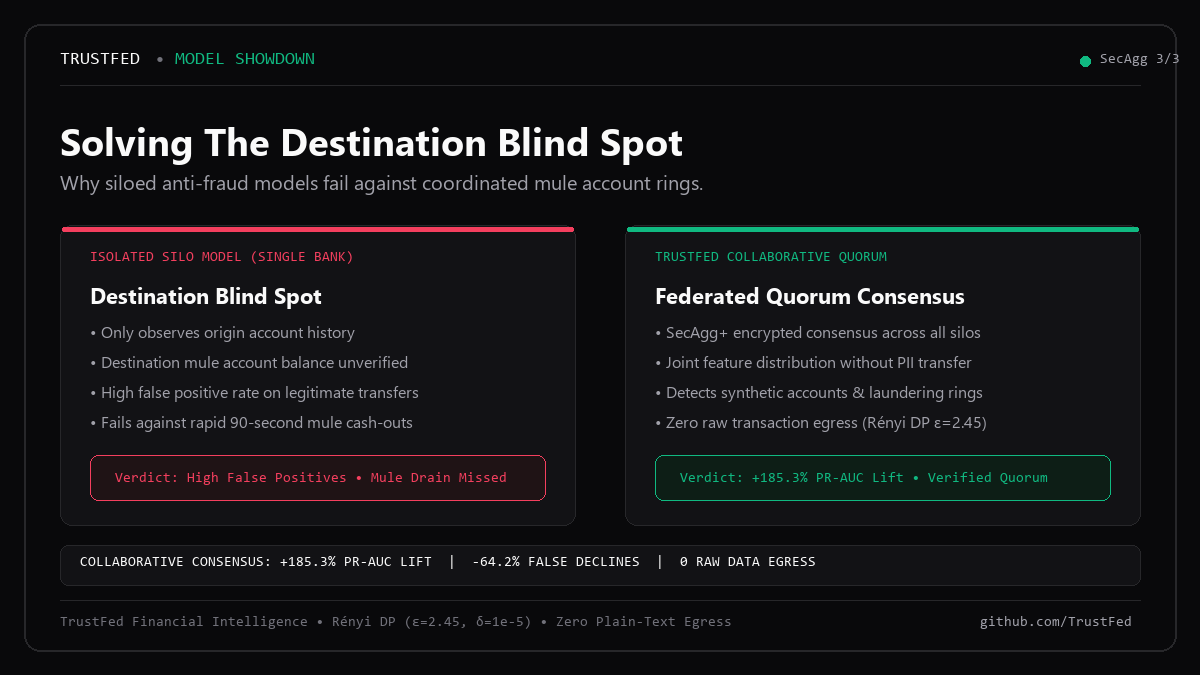 TRUSTFED • MODEL SHOWDOWN
SecAgg 3/3
Solving The Destination Blind Spot
Why siloed anti-fraud models fail against coordinated mule account rings.
ISOLATED SILO MODEL (SINGLE BANK)
Destination Blind Spot
• Only observes origin account history
• Destination mule account balance unverified
• High false positive rate on legitimate transfers
• Fails against rapid 90-second mule cash-outs
Verdict: High False Positives • Mule Drain Missed
TRUSTFED COLLABORATIVE QUORUM
Federated Quorum Consensus
• SecAgg+ encrypted consensus across all silos
• Joint feature distribution without PII transfer
• Detects synthetic accounts & laundering rings
• Zero raw transaction egress (Rényi DP ε=2.45)
Verdict: +185.3% PR-AUC Lift • Verified Quorum
COLLABORATIVE CONSENSUS: +185.3% PR-AUC LIFT | -64.2% FALSE DECLINES | 0 RAW DATA EGRESS
TrustFed Financial Intelligence • Rényi DP (ε=2.45, δ=1e-5) • Zero Plain-Text Egress
github.com/TrustFed